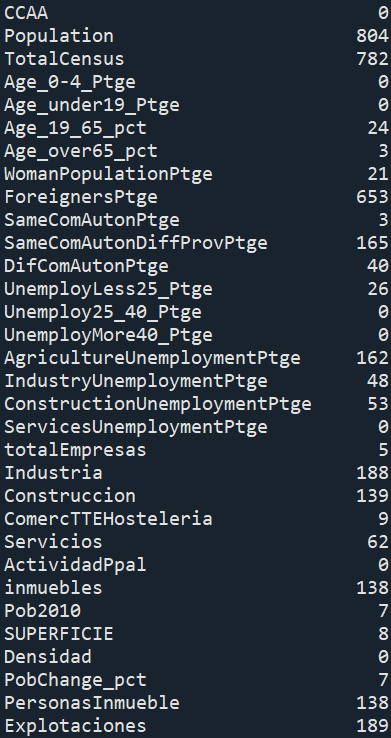 CCAA 0
Population 804
TotalCensus 782
Age_0-4_Ptge 0
Age_under19_Ptge 0
Age_19_65_pct 24
Age_over65_pct 3
WomanPopulationPtge 21
ForeignersPtge 653
SameComAutonPtge 3
SameComAutonDiffProvPtge 165
DifComAutonPtge 40
UnemployLess25_Ptge 26
Unemploy25_40_Ptge 0
UnemployMore40_Ptge 0
AgricultureUnemploymentPtge 162
IndustryUnemploymentPtge 48
ConstructionUnemploymentPtge 53
ServicesUnemploymentPtge 0
totalEmpresas 5
Industria 188
Construccion 139
ComercTTEHosteleria 9
Servicios 62
ActividadPpal 0
inmuebles 138
Pob2010 7
SUPERFICIE 8
Densidad 0
PobChange_pct 7
PersonasInmueble 138
Explotaciones 189